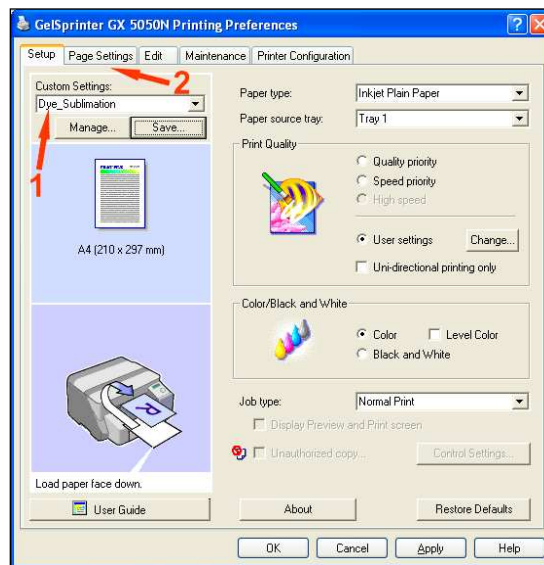 GelSprinter GX 5050N Printing Preferences
Setup
Page Settings
Edit
Maintenance
Printer Configuration
2
Custom Settings:
Dye_Sublimation
Manage...
Save...
1
A4 (210 x 297 mm)
Load paper face down.
User Guide
Paper type:
Inkjet Plain Paper
Paper source tray:
Tray 1
Print Quality
Quality priority
Speed priority
High speed
User settings
Change...
Uni-directional printing only
Color/Black and White
Color
Level Color
Black and White
Job type:
Normal Print
Display Preview and Print screen
Unauthorized copy...
Control Settings...
About
Restore Defaults
OK
Cancel
Apply
Help